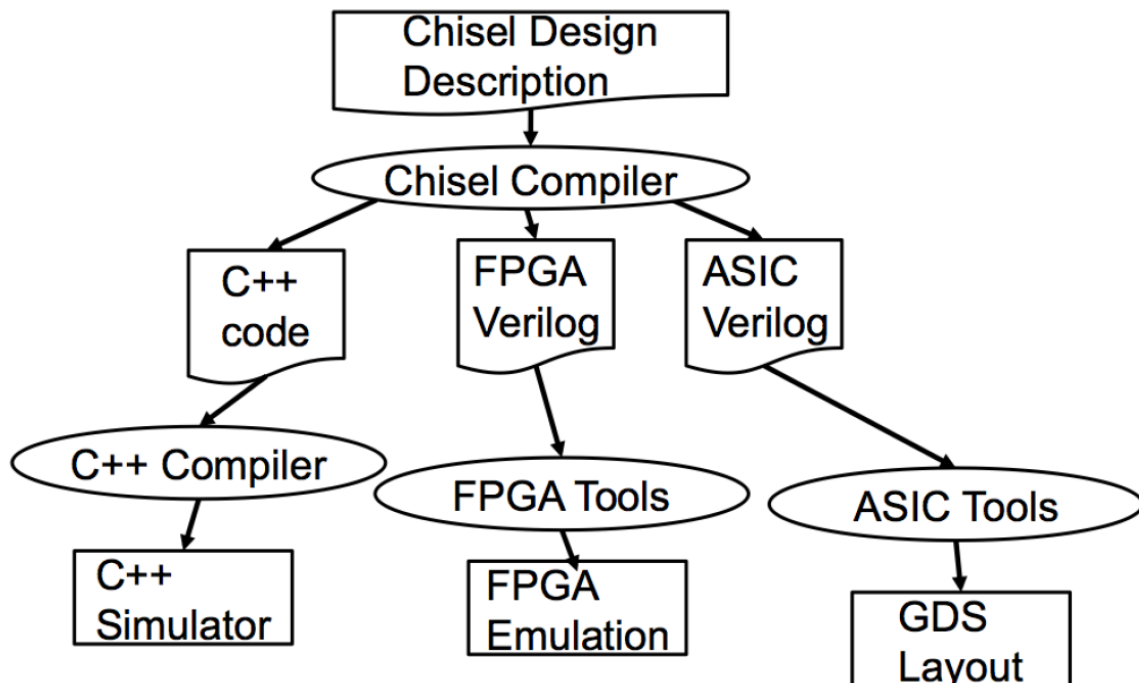 Chisel Design
Description
Chisel Compiler
C++
code
FPGA
Verilog
ASIC
Verilog
C++ Compiler
FPGA Tools
ASIC Tools
C++
Simulator
FPGA
Emulation
GDS
Layout